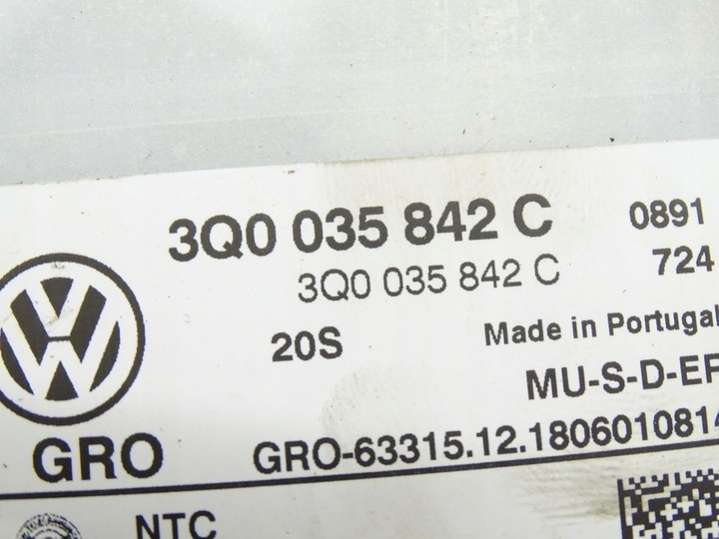 3Q0 035 842 C 0891
3Q0 035 842 C 724
20S Made in Portugal
MU-S-D-ER
GRO GRO-63315.12.1806010814
NTC